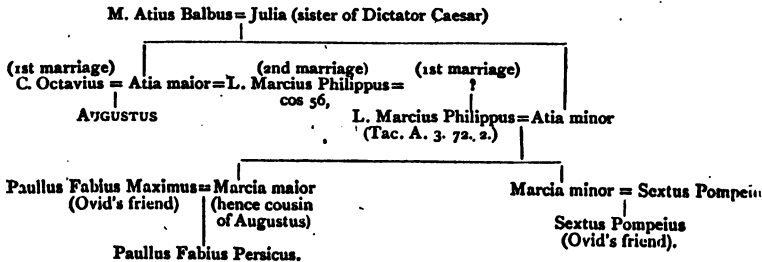 M. Atius Balbus = Julia (sister of Dictator Caesar)
(1st marriage) (2nd marriage) (1st marriage)
C. Octavius = Atia maior = L. Marcius Philippus = ?
cos 56,
AUGUSTUS L. Marcius Philippus = Atia minor
(Tac. A. 3. 72. 2.)
Paullus Fabius Maximus = Marcia maior Marcia minor = Sextus Pompeiu
(Ovid's friend) (hence cousin
of Augustus) Sextus Pompeius
(Ovid's friend).
Paullus Fabius Persicus.